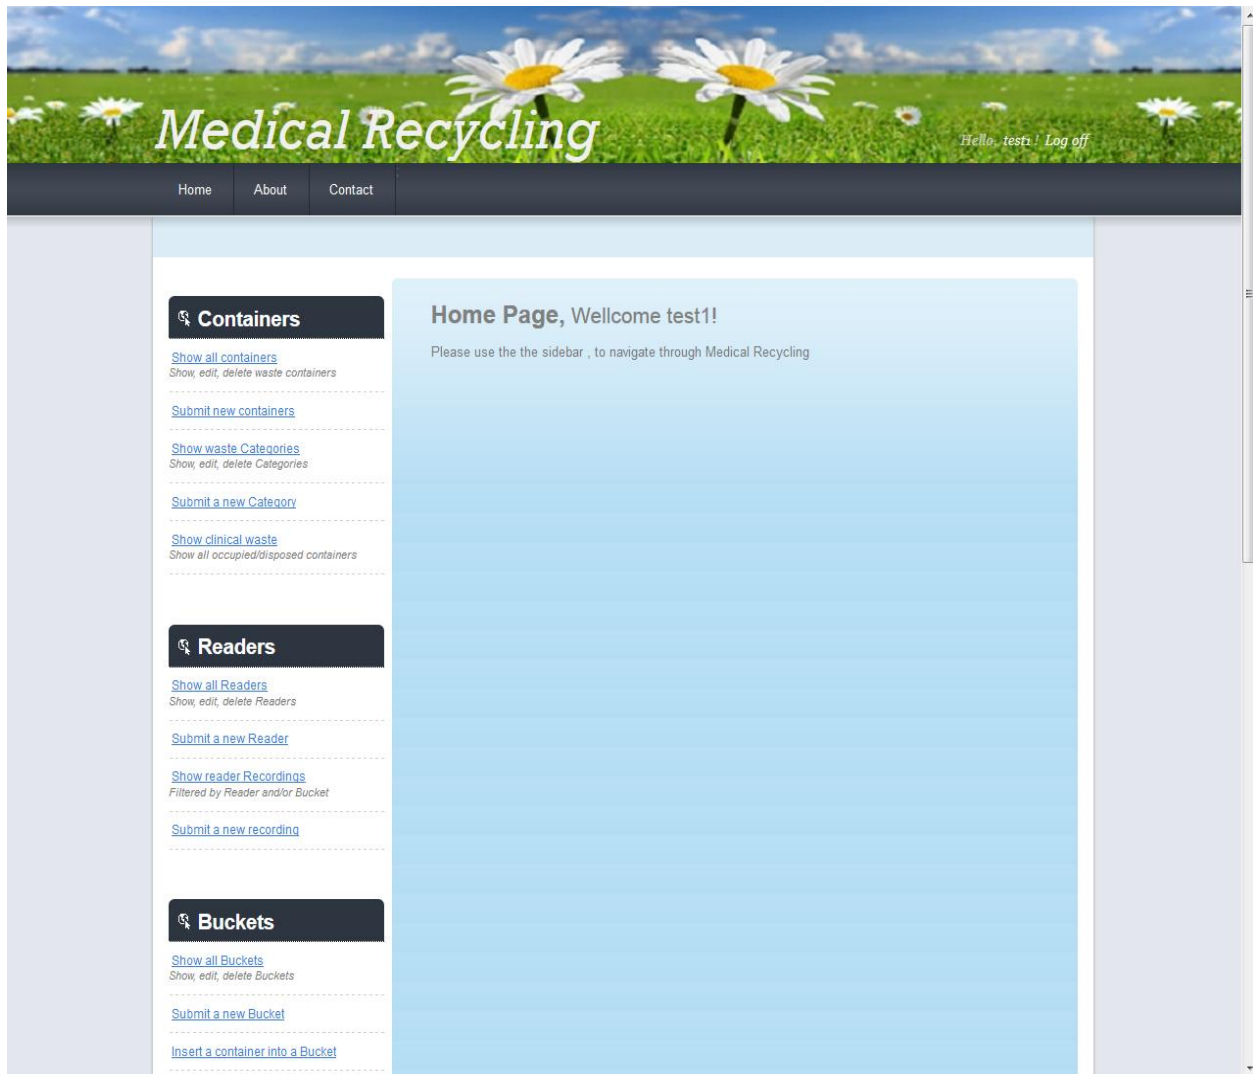 Medical Recycling
Hello, test1 ! Log off
Home About Contact
Containers
Show all containers
Show, edit, delete waste containers
Submit new containers
Show waste Categories
Show, edit, delete Categories
Submit a new Category
Show clinical waste
Show all occupied/disposed containers
Readers
Show all Readers
Show, edit, delete Readers
Submit a new Reader
Show reader Recordings
Filtered by Reader and/or Bucket
Submit a new recording
Buckets
Show all Buckets
Show, edit, delete Buckets
Submit a new Bucket
Insert a container into a Bucket
Home Page, Wellcome test1!
Please use the the sidebar , to navigate through Medical Recycling